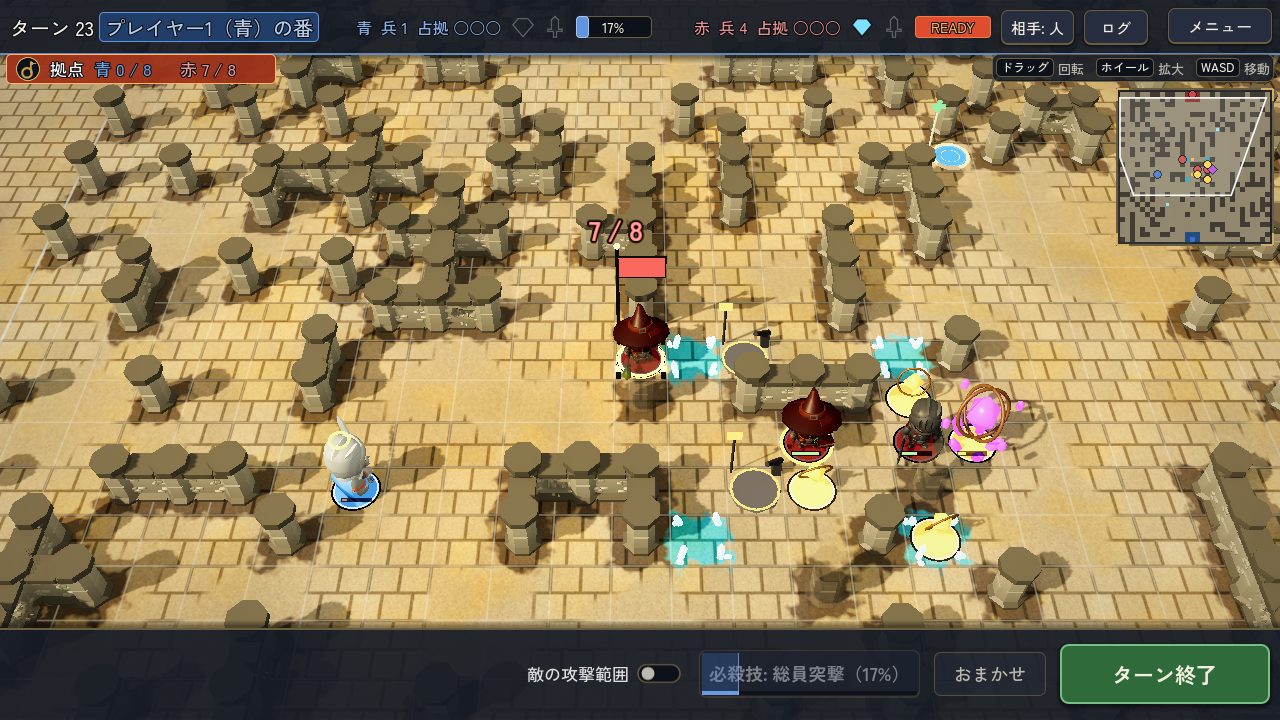 ターン 23 プレイヤー1（青）の番 青 兵 1 占拠 〇〇〇 17% 赤 兵 4 占拠 〇〇〇 READY 相手: 人 ログ メニュー
拠点 青 0 / 8 赤 7 / 8
ドラッグ 回転 ホイール 拡大 WASD 移動
7 / 8
敵の攻撃範囲 必殺技: 総員突撃（17%） おまかせ ターン終了